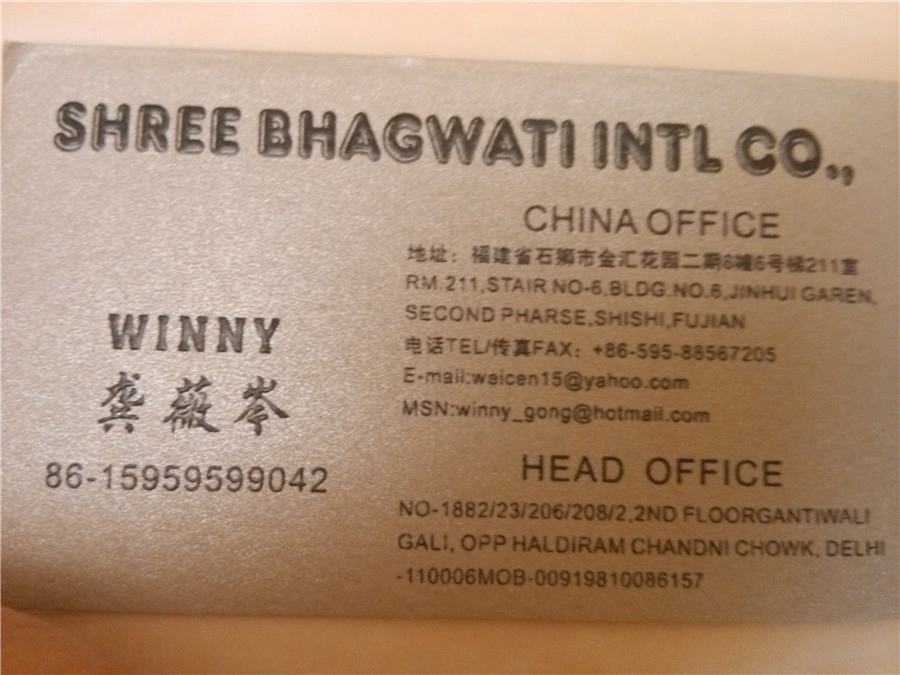 SHREE BHAGWATI INTL CO.,
CHINA OFFICE
地址：福建省石狮市金汇花园二期6幢6号梯211室
RM.211,STAIR NO-6,BLDG.NO.6,JINHUI GAREN,
SECOND PHARSE,SHISHI,FUJIAN
电话TEL/传真FAX：+86-595-88567205
E-mail:weicen15@yahoo.com
MSN:winny_gong@hotmail.com
WINNY
龚薇岑
86-15959599042
HEAD OFFICE
NO-1882/23/206/208/2,2ND FLOORGANTIWALI
GALI, OPP HALDIRAM CHANDNI CHOWK, DELHI
-110006MOB-00919810086157